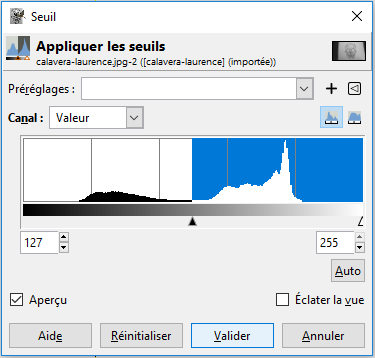 Seuil
Appliquer les seuils
calavera-laurence.jpg-2 ([calavera-laurence] (importée))
Préréglages :
Canal : Valeur
127 255
Auto
Aperçu Éclater la vue
Aide Réinitialiser Valider Annuler